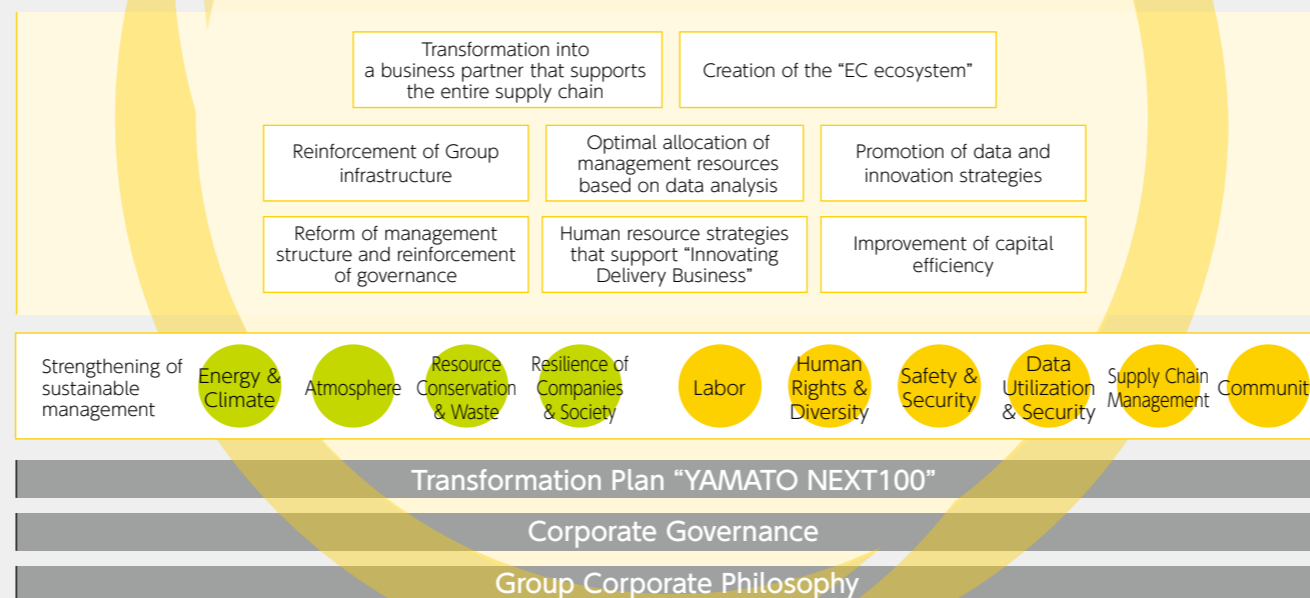 Transformation into
a business partner that supports
the entire supply chain
Creation of the “EC ecosystem”
Reinforcement of Group
infrastructure
Optimal allocation of
management resources
based on data analysis
Promotion of data and
innovation strategies
Reform of management
structure and reinforcement
of governance
Human resource strategies
that support “Innovating
Delivery Business”
Improvement of capital
efficiency
Strengthening of
sustainable
management
Energy &
Climate
Atmosphere
Resource
Conservation
& Waste
Resilience of
Companies
& Society
Labor
Human
Rights &
Diversity
Safety &
Security
Data
Utilization
& Security
Supply Chain
Management
Communit
Transformation Plan “YAMATO NEXT100”
Corporate Governance
Group Corporate Philosophy